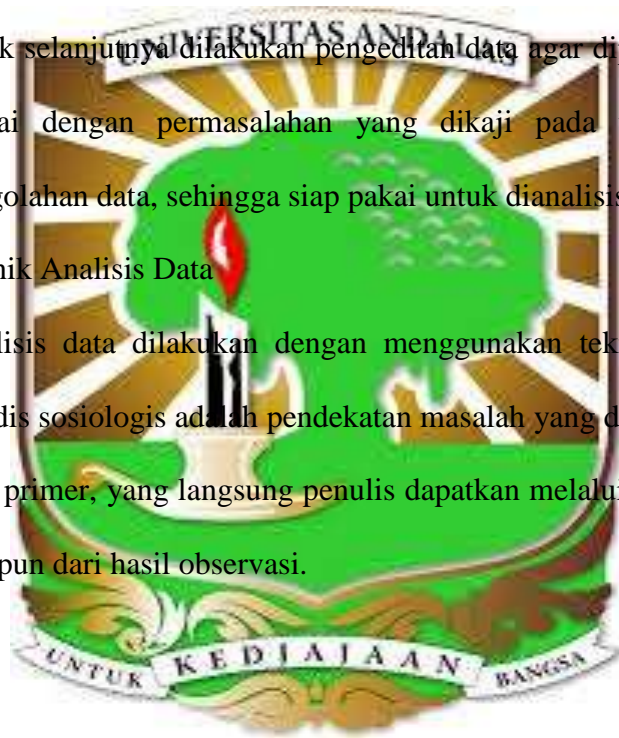 UNIVERSITAS ANDALAS
k selanjutnya dilakukan pengeditan data agar di
ai dengan permasalahan yang dikaji pada
golahan data, sehingga siap pakai untuk dianalisis
nik Analisis Data
lisis data dilakukan dengan menggunakan tek
dis sosiologis adalah pendekatan masalah yang d
primer, yang langsung penulis dapatkan melalui
pun dari hasil observasi.
UNTUK KEDJAJAAN BANGSA